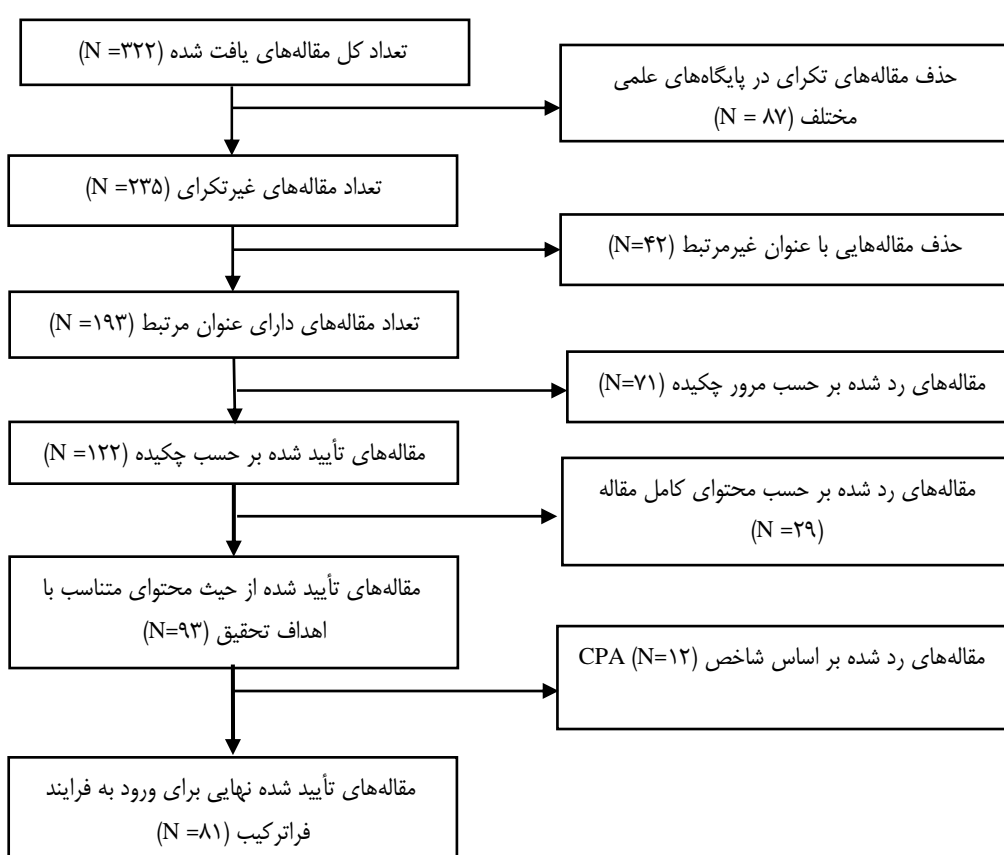 تعداد کل مقاله‌های یافت شده (N =۳۲۲)
حذف مقاله‌های تکرای در پایگاه‌های علمی
مختلف (N = ۸۷)
تعداد مقاله‌های غیرتکرای (N =۲۳۵)
حذف مقاله‌هایی با عنوان غیرمرتبط (N=۴۲)
تعداد مقاله‌های دارای عنوان مرتبط (N =۱۹۳)
مقاله‌های رد شده بر حسب مرور چکیده (N=۷۱)
مقاله‌های تأیید شده بر حسب چکیده (N =۱۲۲)
مقاله‌های رد شده بر حسب محتوای کامل مقاله
(N =۲۹)
مقاله‌های تأیید شده از حیث محتوای متناسب با
اهداف تحقیق (N=۹۳)
مقاله‌های رد شده بر اساس شاخص CPA (N=۱۲)
مقاله‌های تأیید شده نهایی برای ورود به فرایند
فراترکیب (N =۸۱)